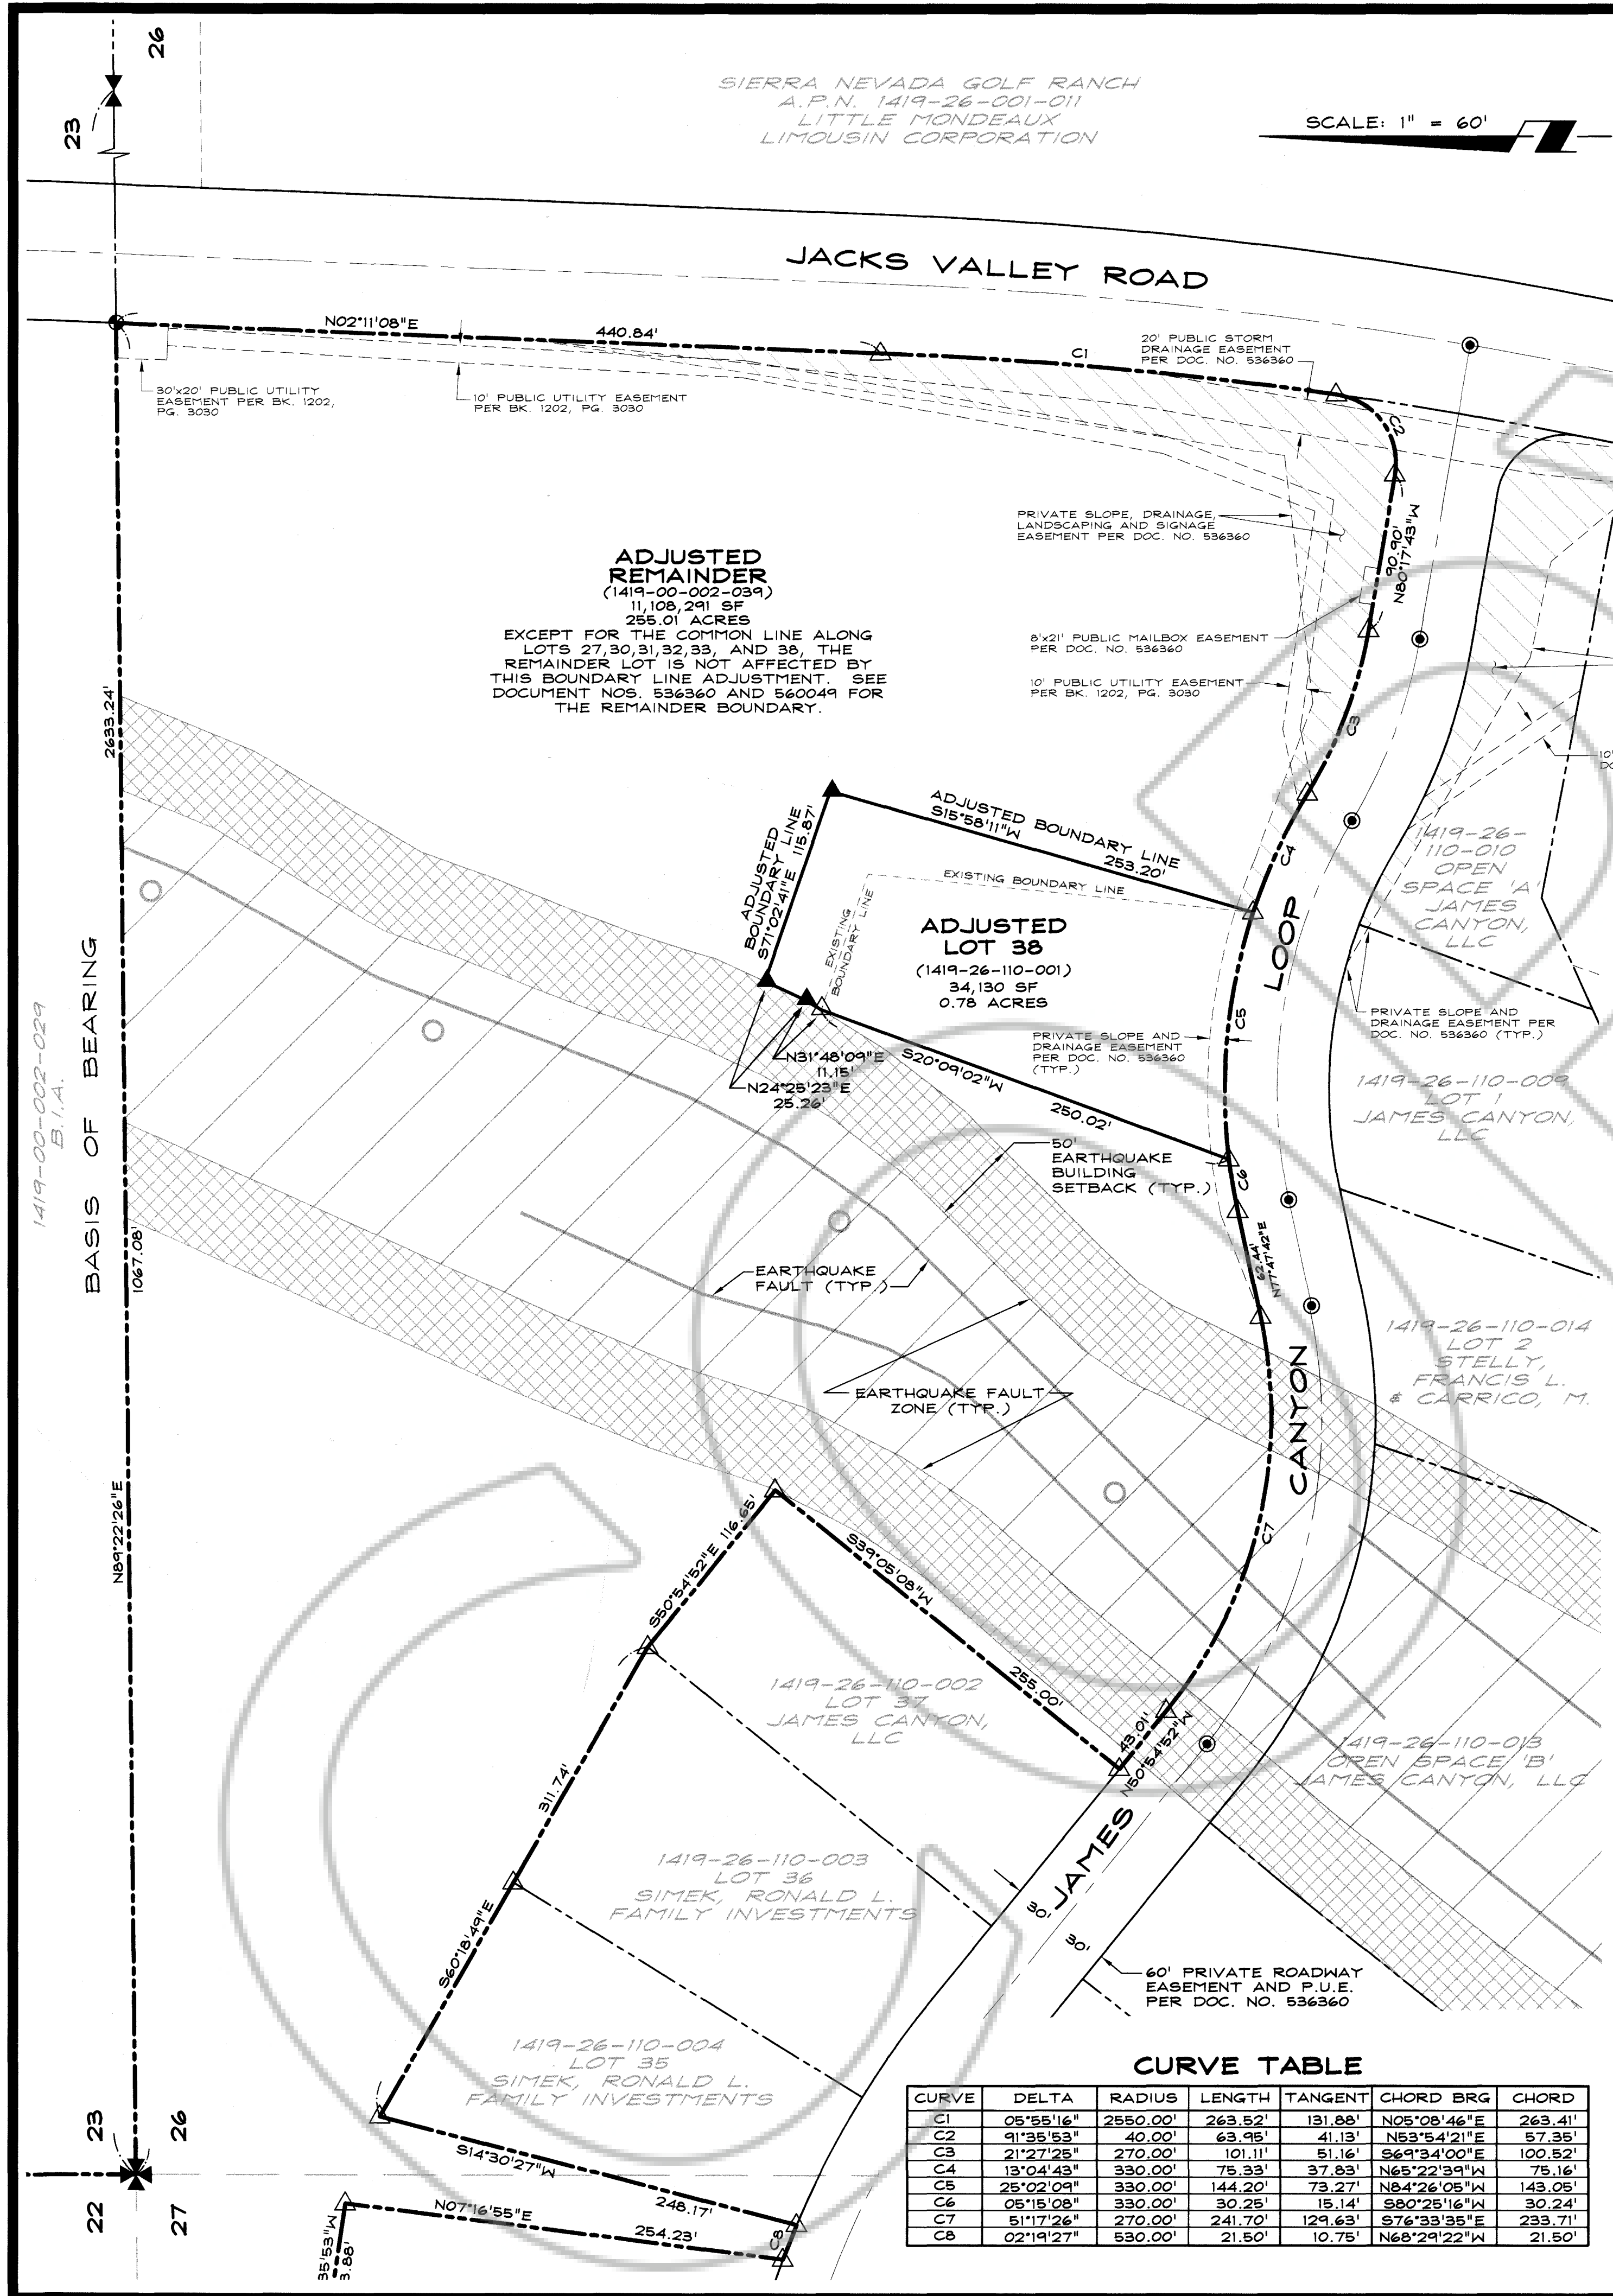 26
23
SIERRA NEVADA GOLF RANCH
A.P.N. 1419-26-001-011
LITTLE MONDEAUX
LIMOUSIN CORPORATION
SCALE: 1" = 60'
JACKS VALLEY ROAD
N02°11'08"E
440.84'
C1
20' PUBLIC STORM
DRAINAGE EASEMENT
PER DOC. NO. 536360
C2
30'x20' PUBLIC UTILITY
EASEMENT PER BK. 1202,
PG. 3030
10' PUBLIC UTILITY EASEMENT
PER BK. 1202, PG. 3030
PRIVATE SLOPE, DRAINAGE,
LANDSCAPING AND SIGNAGE
EASEMENT PER DOC. NO. 536360
90.90'
N80°17'43"W
ADJUSTED
REMAINDER
(1419-00-002-039)
11,108,291 SF
255.01 ACRES
EXCEPT FOR THE COMMON LINE ALONG
LOTS 27,30,31,32,33, AND 38, THE
REMAINDER LOT IS NOT AFFECTED BY
THIS BOUNDARY LINE ADJUSTMENT. SEE
DOCUMENT NOS. 536360 AND 560049 FOR
THE REMAINDER BOUNDARY.
8'x21' PUBLIC MAILBOX EASEMENT
PER DOC. NO. 536360
10' PUBLIC UTILITY EASEMENT
PER BK. 1202, PG. 3030
C3
2633.24'
10'
ADJUSTED
BOUNDARY LINE
S71°02'41"E 115.87'
ADJUSTED BOUNDARY LINE
S15°58'11"W
253.20'
EXISTING BOUNDARY LINE
EXISTING
BOUNDARY LINE
C4
1419-26-
110-010
OPEN
SPACE 'A'
JAMES
CANYON,
LLC
ADJUSTED
LOT 38
(1419-26-110-001)
34,130 SF
0.78 ACRES
LOOP
C5
PRIVATE SLOPE AND
DRAINAGE EASEMENT PER
DOC. NO. 536360 (TYP.)
PRIVATE SLOPE AND
DRAINAGE EASEMENT
PER DOC. NO. 536360
(TYP.)
N31°48'09"E
11.15'
N24°25'23"E
25.26'
S20°09'02"W
250.02'
1419-26-110-009
LOT 1
JAMES CANYON,
LLC
1419-00-002-029
B.I.A.
BASIS OF BEARING
1067.08'
50'
EARTHQUAKE
BUILDING
SETBACK (TYP.)
C6
62.44'
N77°47'42"E
EARTHQUAKE
FAULT (TYP.)
1419-26-110-014
LOT 2
STELLY,
FRANCIS L.
& CARRICO, M.
EARTHQUAKE FAULT
ZONE (TYP.)
CANYON
N89°22'26"E
C7
S50°54'52"E 116.65'
S39°05'08"W
255.00'
1419-26-110-002
LOT 37
JAMES CANYON,
LLC
43.01'
N50°54'52"W
1419-26-110-013
OPEN SPACE 'B'
JAMES CANYON, LLC
311.74'
S60°18'49"E
1419-26-110-003
LOT 36
SIMEK, RONALD L.
FAMILY INVESTMENTS
JAMES
30'
30'
60' PRIVATE ROADWAY
EASEMENT AND P.U.E.
PER DOC. NO. 536360
1419-26-110-004
LOT 35
SIMEK, RONALD L.
FAMILY INVESTMENTS
23
26
22
27
S14°30'27"W
248.17'
N07°16'55"E
254.23'
C8
35'53"W
3.88'
CURVE TABLE
CURVE DELTA RADIUS LENGTH TANGENT CHORD BRG CHORD
C1 05°55'16" 2550.00' 263.52' 131.88' N05°08'46"E 263.41'
C2 91°35'53" 40.00' 63.95' 41.13' N53°54'21"E 57.35'
C3 21°27'25" 270.00' 101.11' 51.16' S69°34'00"E 100.52'
C4 13°04'43" 330.00' 75.33' 37.83' N65°22'39"W 75.16'
C5 25°02'09" 330.00' 144.20' 73.27' N84°26'05"W 143.05'
C6 05°15'08" 330.00' 30.25' 15.14' S80°25'16"W 30.24'
C7 51°17'26" 270.00' 241.70' 129.63' S76°33'35"E 233.71'
C8 02°19'27" 530.00' 21.50' 10.75' N68°29'22"W 21.50'